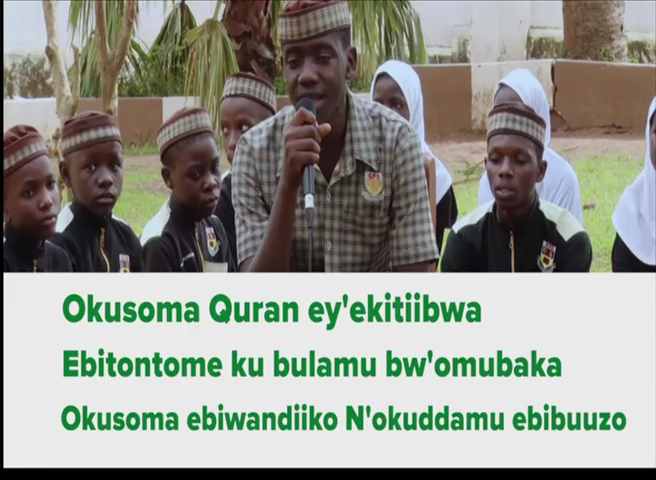 Okusoma Quran ey'ekitiibwa
Ebitontome ku bulamu bw'omubaka
Okusoma ebiwandiiko N'okuddamu ebibuuzo